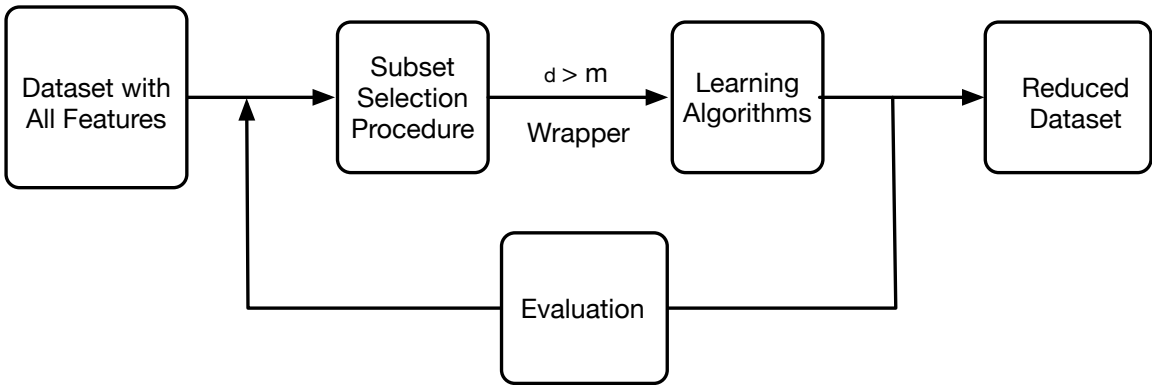 Dataset with
All Features
Subset
Selection
Procedure
d > m
Wrapper
Learning
Algorithms
Reduced
Dataset
Evaluation